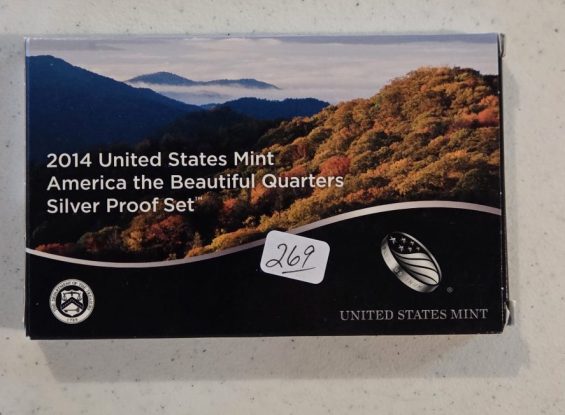 2014 United States Mint
America the Beautiful Quarters
Silver Proof Set™
269
UNITED STATES MINT